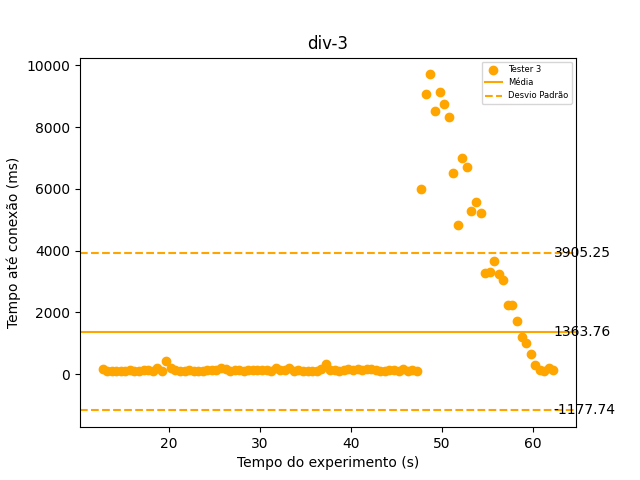 div-3
Tempo até conexão (ms)
10000
8000
6000
4000
2000
0
Tester 3
Média
Desvio Padrão
3905.25
1363.76
-1177.74
20
30
40
50
60
Tempo do experimento (s)